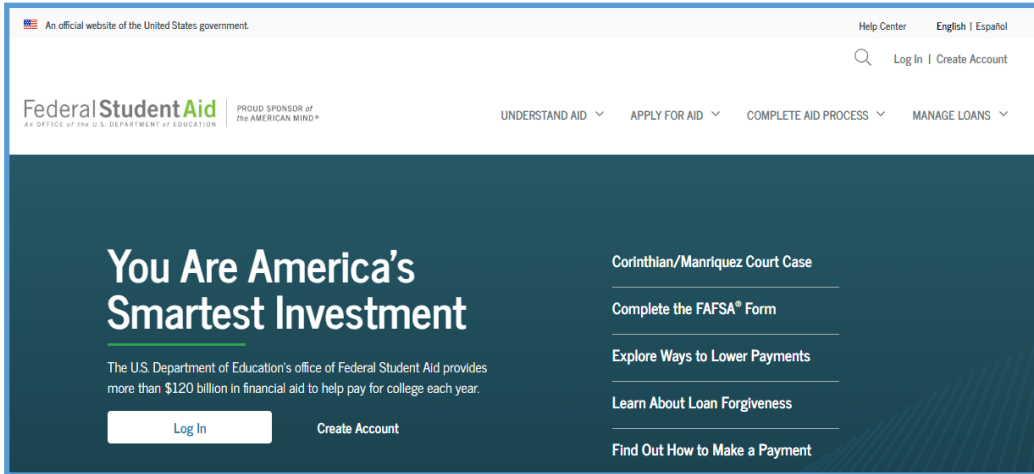 An official website of the United States government.
Help Center English | Español
Log In | Create Account
Federal Student Aid
An OFFICE of the U.S. DEPARTMENT of EDUCATION
PROUD SPONSOR of
the AMERICAN MIND®
UNDERSTAND AID APPLY FOR AID COMPLETE AID PROCESS MANAGE LOANS
You Are America's
Smartest Investment
The U.S. Department of Education's office of Federal Student Aid provides
more than $120 billion in financial aid to help pay for college each year.
Log In Create Account
Corinthian/Manriquez Court Case
Complete the FAFSA® Form
Explore Ways to Lower Payments
Learn About Loan Forgiveness
Find Out How to Make a Payment